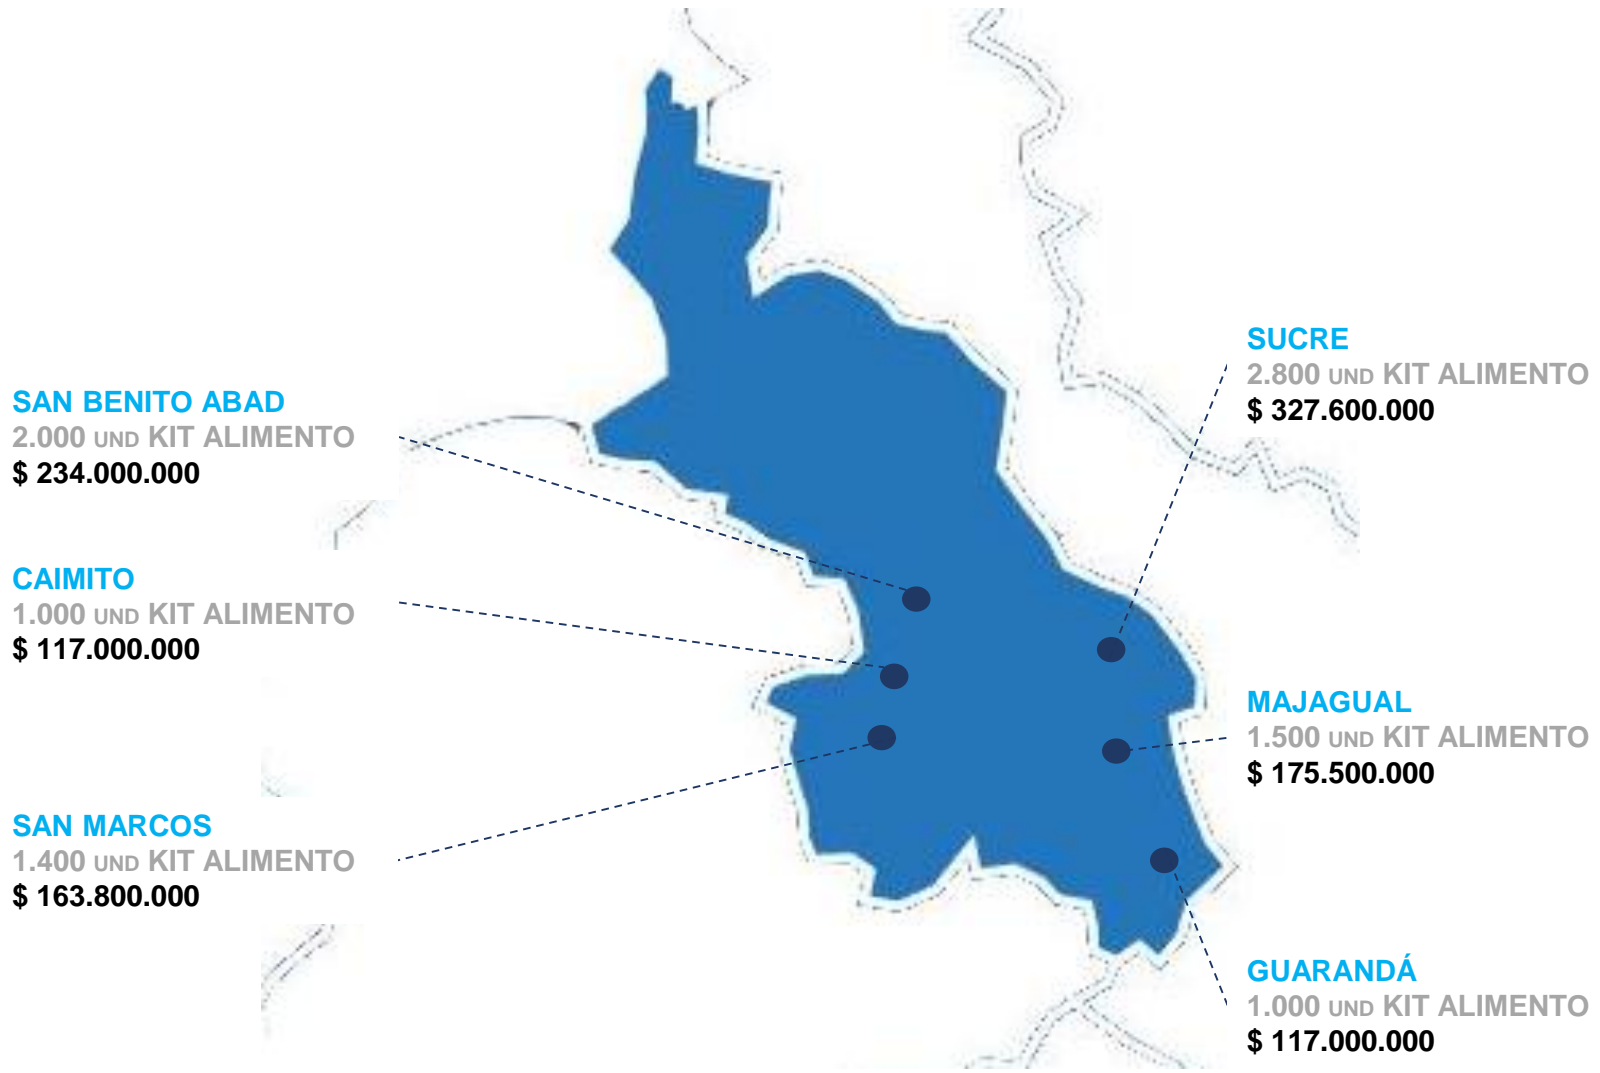 SAN BENITO ABAD
2.000 UND KIT ALIMENTO
$ 234.000.000
CAIMITO
1.000 UND KIT ALIMENTO
$ 117.000.000
SAN MARCOS
1.400 UND KIT ALIMENTO
$ 163.800.000
SUCRE
2.800 UND KIT ALIMENTO
$ 327.600.000
MAJAGUAL
1.500 UND KIT ALIMENTO
$ 175.500.000
GUARANDÁ
1.000 UND KIT ALIMENTO
$ 117.000.000